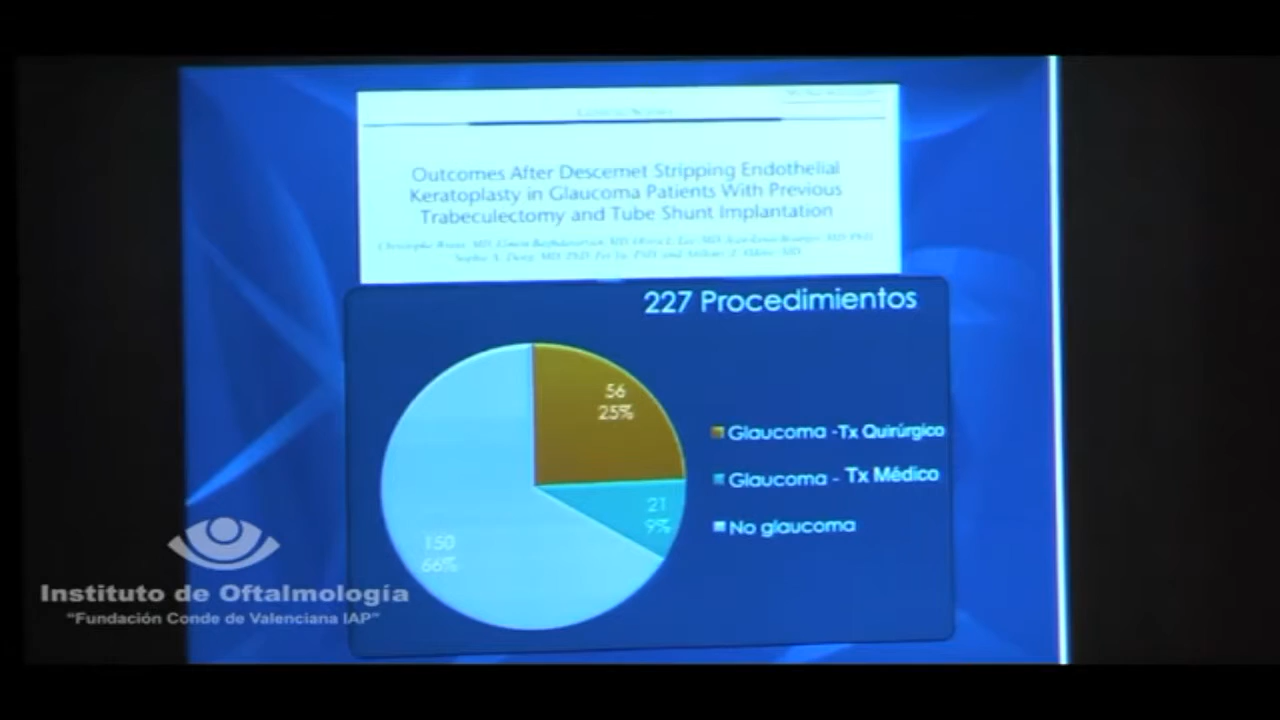 Outcomes After Descemet Stripping Endothelial
Keratoplasty in Glaucoma Patients With Previous
Trabeculectomy and Tube Shunt Implantation
227 Procedimientos
56
25%
Glaucoma -Tx Quirúrgico
Glaucoma - Tx Médico
21
9%
No glaucoma
150
66%
Instituto de Oftalmología
"Fundación Conde de Valenciana IAP"